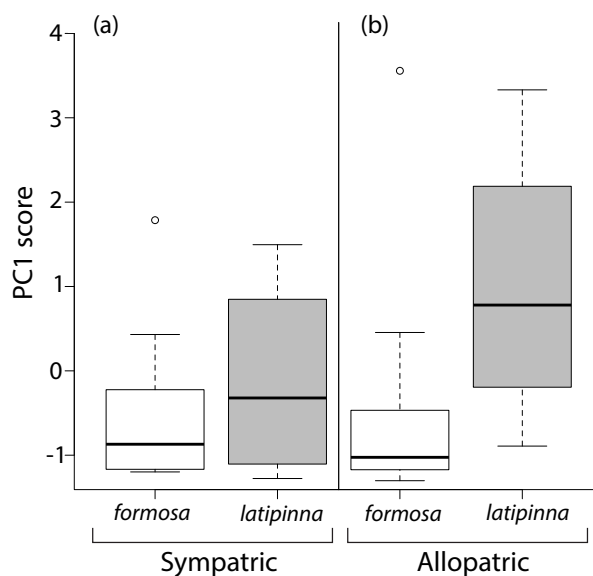 (a) (b)
4
3
2
1
0
-1
PC1 score
formosa latipinna formosa latipinna
Sympatric Allopatric